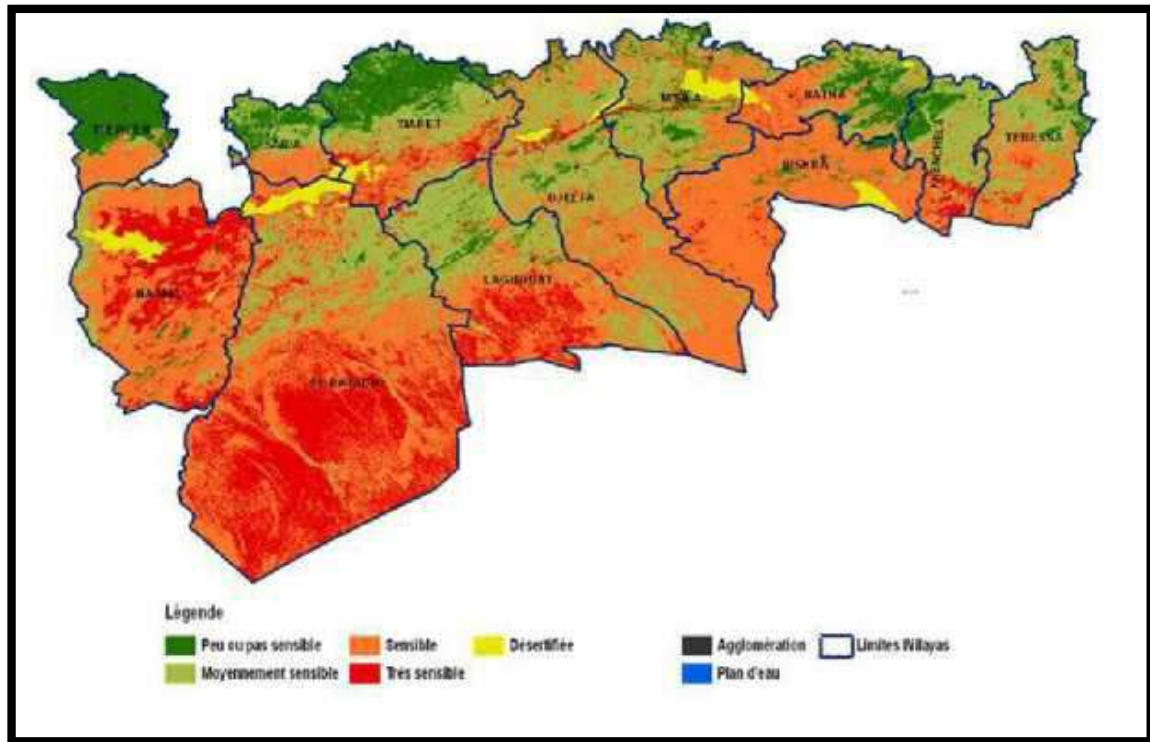 TLEMCEN
SAIDA
TIARET
M'SILA
BATNA
KHENCHELA
TEBESSA
BISKRA
DJELFA
LAGHOUAT
NAAMA
EL BAYADH
Légende
Peu ou pas sensible Sensible Désertifiée Agglomération Limites Wilayas
Moyennement sensible Trés sensible Plan d'eau